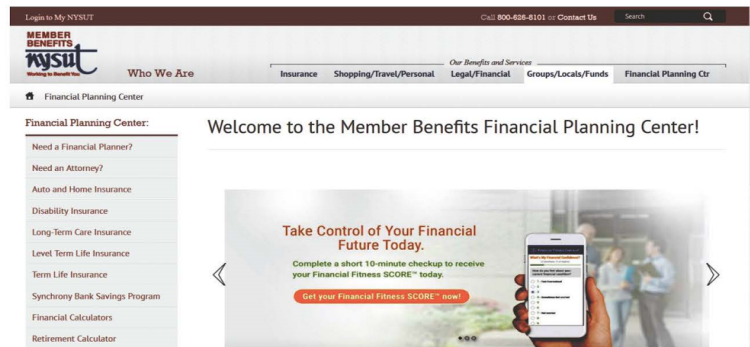 Login to My NYSUT
Call 800-626-8101 or Contact Us
Search
MEMBER
BENEFITS
nysut
Working to Benefit You
Who We Are
Our Benefits and Services
Insurance
Shopping/Travel/Personal
Legal/Financial
Groups/Locals/Funds
Financial Planning Ctr
Financial Planning Center
Financial Planning Center:
Need a Financial Planner?
Need an Attorney?
Auto and Home Insurance
Disability Insurance
Long-Term Care Insurance
Level Term Life Insurance
Term Life Insurance
Synchrony Bank Savings Program
Financial Calculators
Retirement Calculator
Welcome to the Member Benefits Financial Planning Center!
Take Control of Your Financial
Future Today.
Complete a short 10-minute checkup to receive
your Financial Fitness SCORE™ today.
Get your Financial Fitness SCORE™ now!